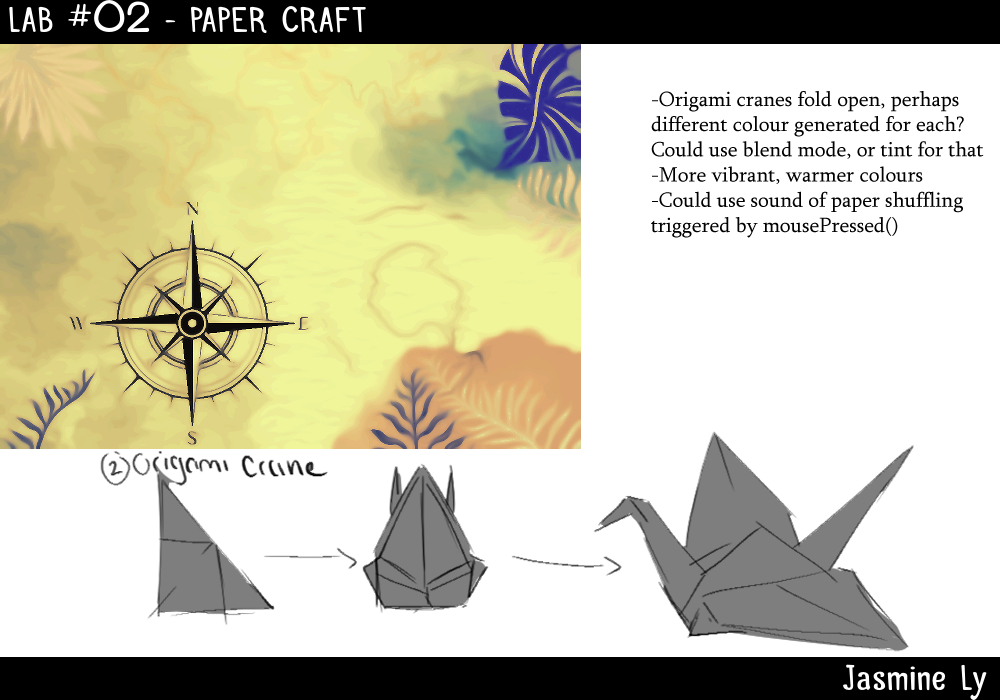 LAB #02 - PAPER CRAFT
-Origami cranes fold open, perhaps
different colour generated for each?
Could use blend mode, or tint for that
-More vibrant, warmer colours
-Could use sound of paper shuffling
triggered by mousePressed()
N
W E
S
② Origami Crane
Jasmine Ly